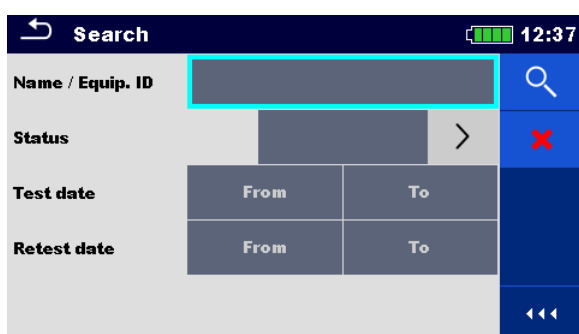 Search 12:37
Name / Equip. ID
Status
Test date From To
Retest date From To